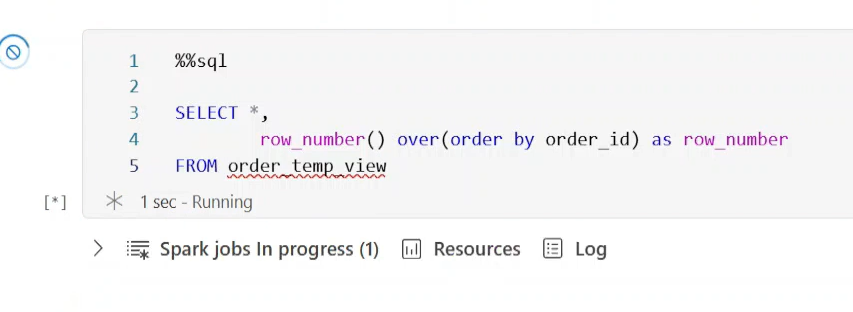 1 %%sql
2
3 SELECT *,
4 row_number() over(order by order_id) as row_number
5 FROM order_temp_view
[*] 1 sec - Running
Spark jobs In progress (1) Resources Log